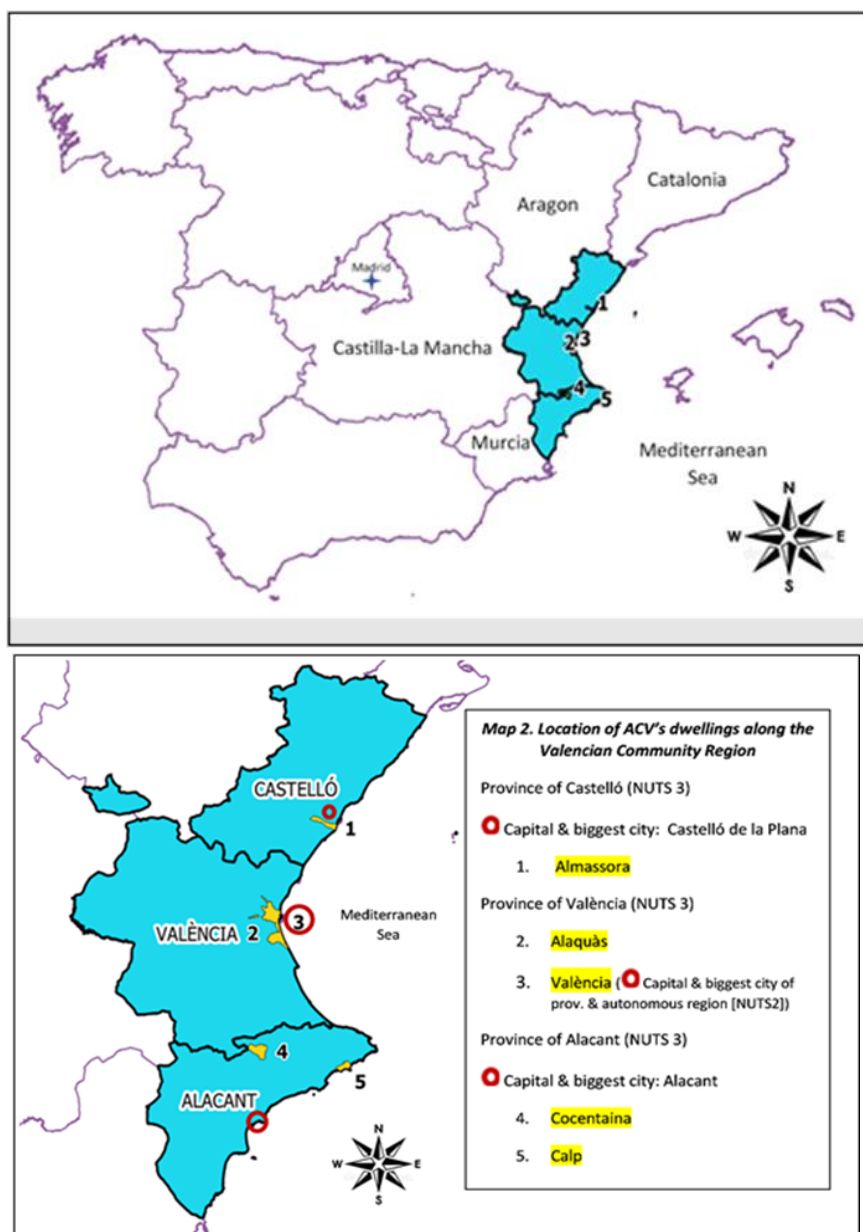 Catalonia
Aragon
Madrid
1
Castilla-La Mancha
2 3
4
5
Murcia
Mediterranean
Sea
N
W E
S
Map 2. Location of ACV's dwellings along the
Valencian Community Region
Province of Castelló (NUTS 3)
Capital & biggest city: Castelló de la Plana
1. Almassora
Province of València (NUTS 3)
2. Alaquàs
3. València ( Capital & biggest city of
prov. & autonomous region [NUTS2])
Province of Alacant (NUTS 3)
Capital & biggest city: Alacant
4. Cocentaina
5. Calp
CASTELLÓ
1
Mediterranean
Sea
VALÈNCIA 2 3
4
5
ALACANT
N
W E
S